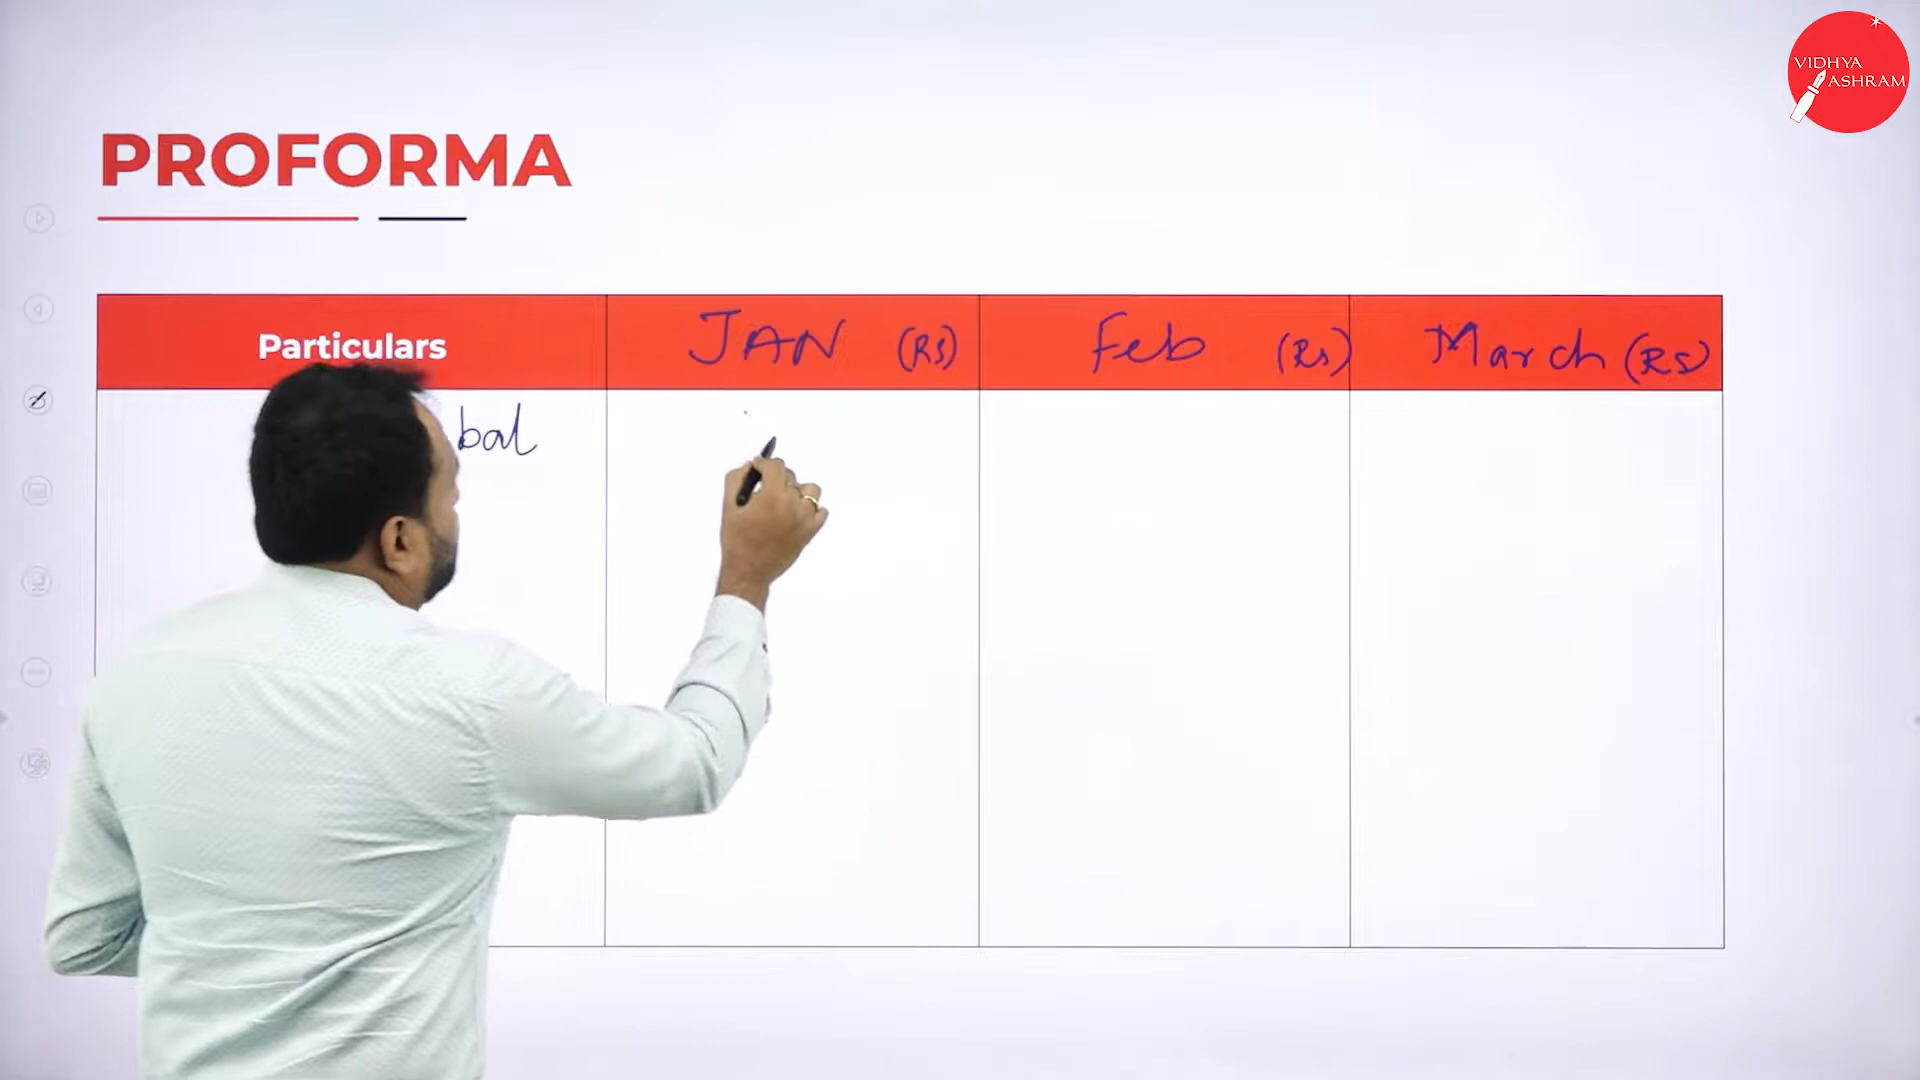 VIDHYA
ASHRAM
PROFORMA
Particulars JAN (Rs) Feb (Rs) March (Rs)
bal